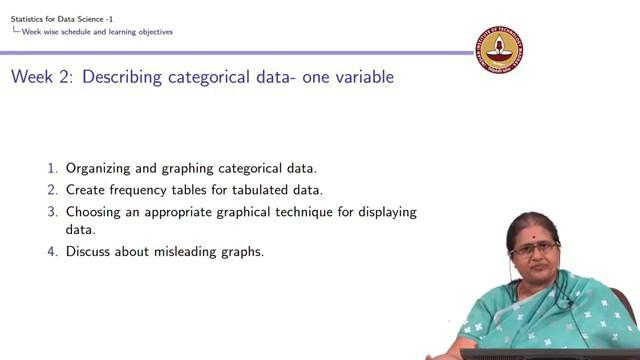 Statistics for Data Science -1
Week wise schedule and learning objectives
Week 2: Describing categorical data- one variable
1. Organizing and graphing categorical data.
2. Create frequency tables for tabulated data.
3. Choosing an appropriate graphical technique for displaying
data.
4. Discuss about misleading graphs.